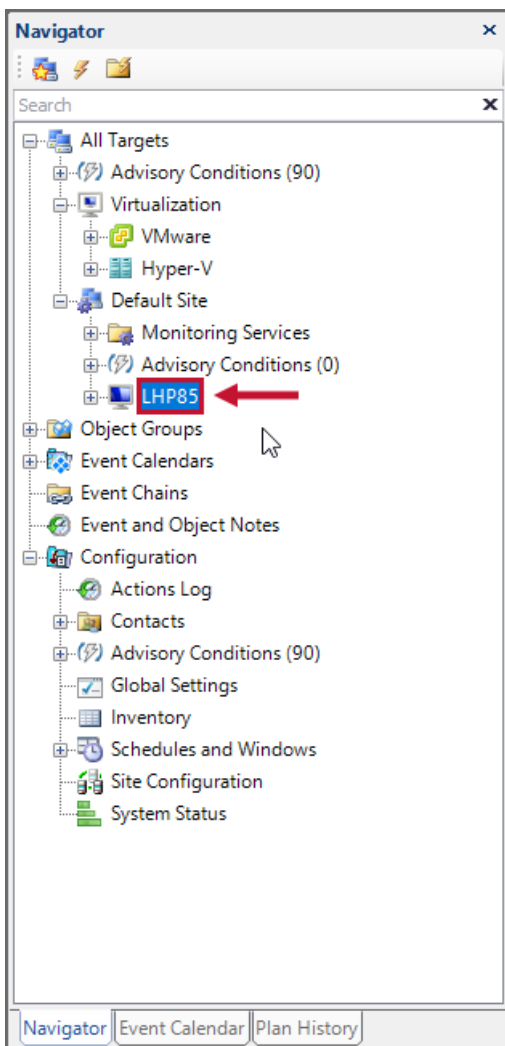 Navigator
Search
All Targets
Advisory Conditions (90)
Virtualization
VMware
Hyper-V
Default Site
Monitoring Services
Advisory Conditions (0)
LHP85
Object Groups
Event Calendars
Event Chains
Event and Object Notes
Configuration
Actions Log
Contacts
Advisory Conditions (90)
Global Settings
Inventory
Schedules and Windows
Site Configuration
System Status
Navigator Event Calendar Plan History